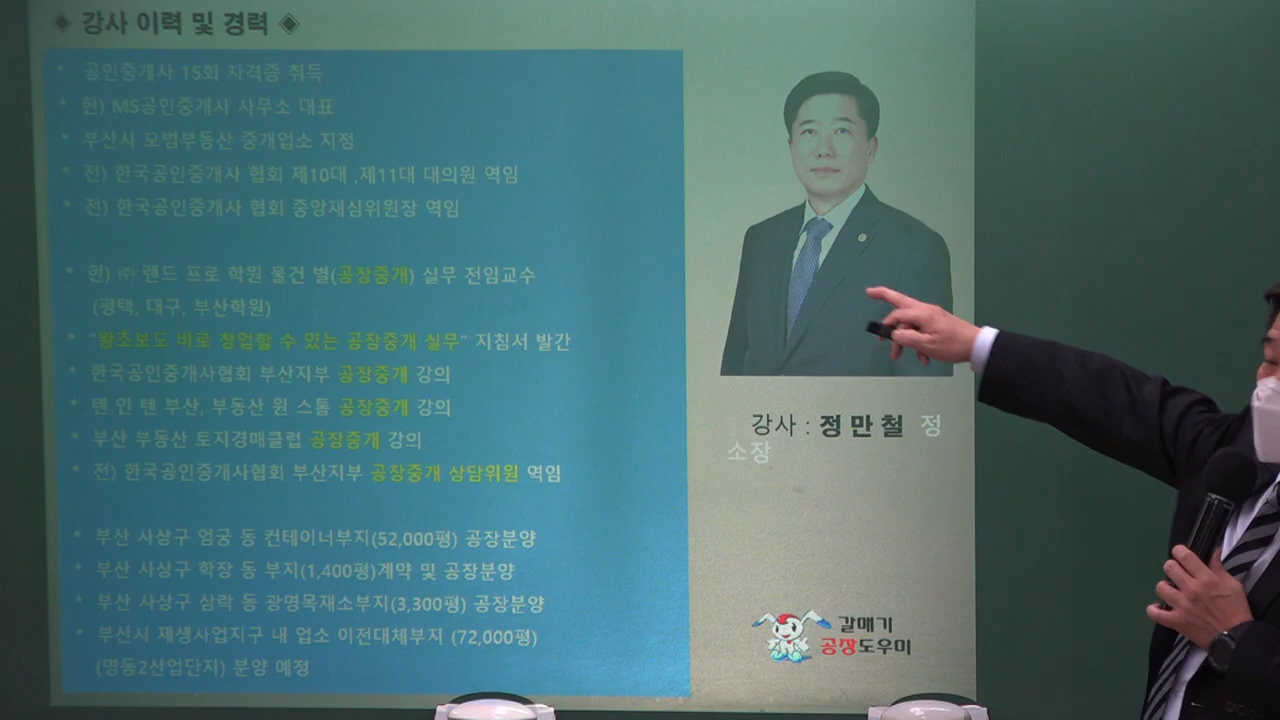 ◈ 강사 이력 및 경력 ◈
* 공인중개사 15회 자격증 취득
* 현) MS공인중개사 사무소 대표
* 부산시 모범부동산 중개업소 지정
* 전) 한국공인중개사 협회 제10대 ,제11대 대의원 역임
* 전) 한국공인중개사 협회 중앙재심위원장 역임
* 현) ㈜ 랜드 프로 학원 물건 별(공장중개) 실무 전임교수
(평택, 대구, 부산학원)
* "왕초보도 바로 창업할 수 있는 공장중개 실무" 지침서 발간
* 한국공인중개사협회 부산지부 공장중개 강의
* 텐 인 텐 부산, 부동산 원 스톱 공장중개 강의
* 부산 부동산 토지경매클럽 공장중개 강의
* 전) 한국공인중개사협회 부산지부 공장중개 상담위원 역임
* 부산 사상구 엄궁 동 컨테이너부지(52,000평) 공장분양
* 부산 사상구 학장 동 부지(1,400평)계약 및 공장분양
* 부산 사상구 삼락 동 광명목재소부지(3,300평) 공장분양
* 부산시 재생사업지구 내 업소 이전대체부지 (72,000평)
(명동2산업단지) 분양 예정
강사 : 정 만 철 정
소장
갈매기
공장도우미